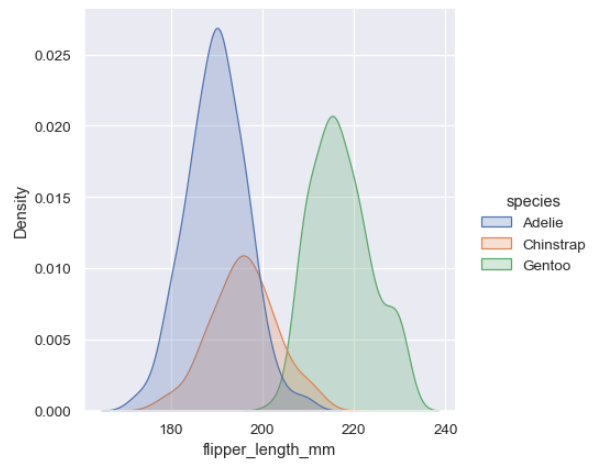 0.025
0.020
0.015
0.010
0.005
0.000
Density
180 200 220 240
flipper_length_mm
species
Adelie
Chinstrap
Gentoo